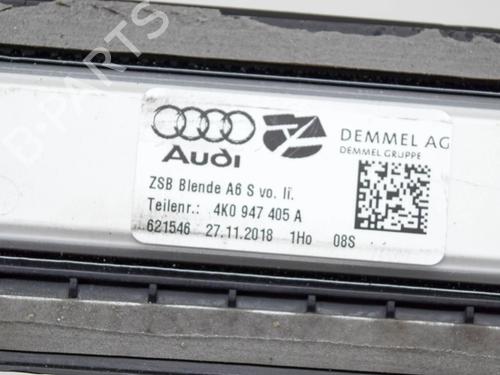 B-PARTS
Audi
DEMMEL AG
DEMMEL GRUPPE
ZSB Blende A6 S vo. li.
Teilenr.: 4K0 947 405 A
621546 27.11.2018 1Ho 08S